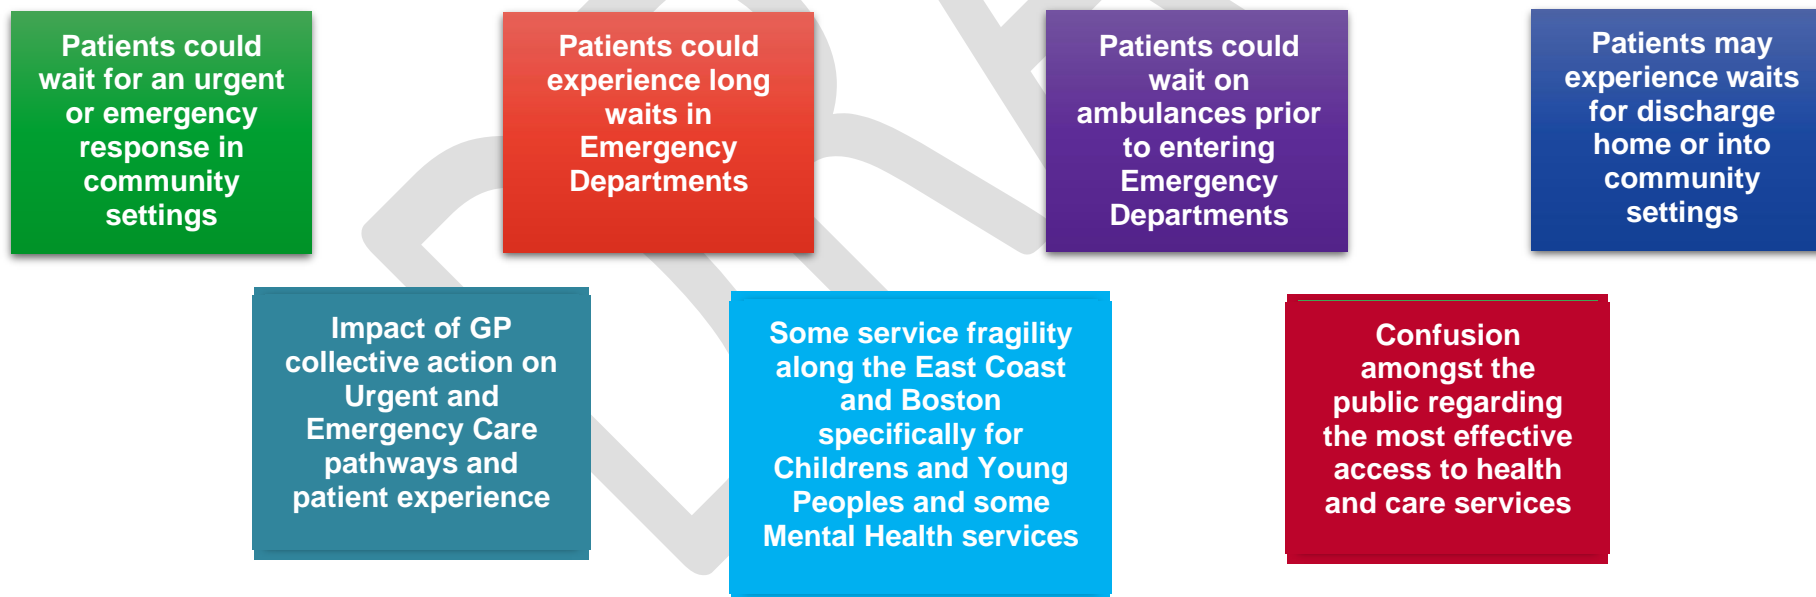 Patients could
wait for an urgent
or emergency
response in
community
settings
Patients could
experience long
waits in
Emergency
Departments
Patients could
wait on
ambulances prior
to entering
Emergency
Departments
Patients may
experience waits
for discharge
home or into
community
settings
Impact of GP
collective action on
Urgent and
Emergency Care
pathways and
patient experience
Some service fragility
along the East Coast
and Boston
specifically for
Childrens and Young
Peoples and some
Mental Health services
Confusion
amongst the
public regarding
the most effective
access to health
and care services